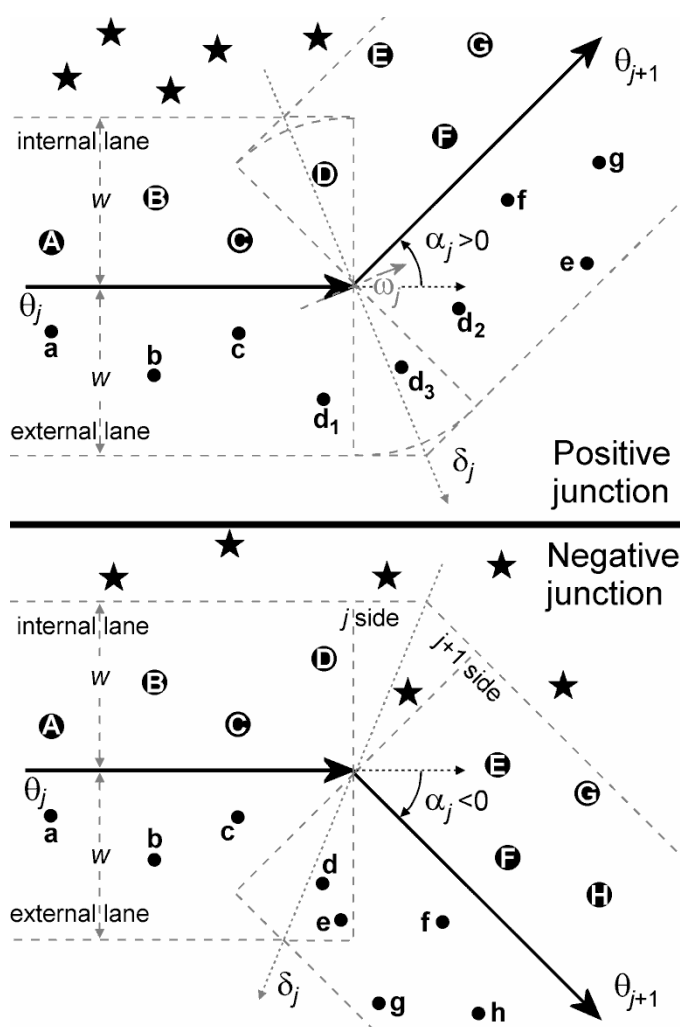 E
G
θj+1
internal lane
D
F
g
B
w
f
A
C
αj>0
e
ωj
θj
d2
a
c
b
w
d3
d1
external lane
δj
Positive
junction
Negative
junction
internal lane
j side
D
j+1 side
w
B
A
C
E
θj
αj<0
G
a
c
b
F
w
d
H
external lane
e
f
δj
g
h
θj+1